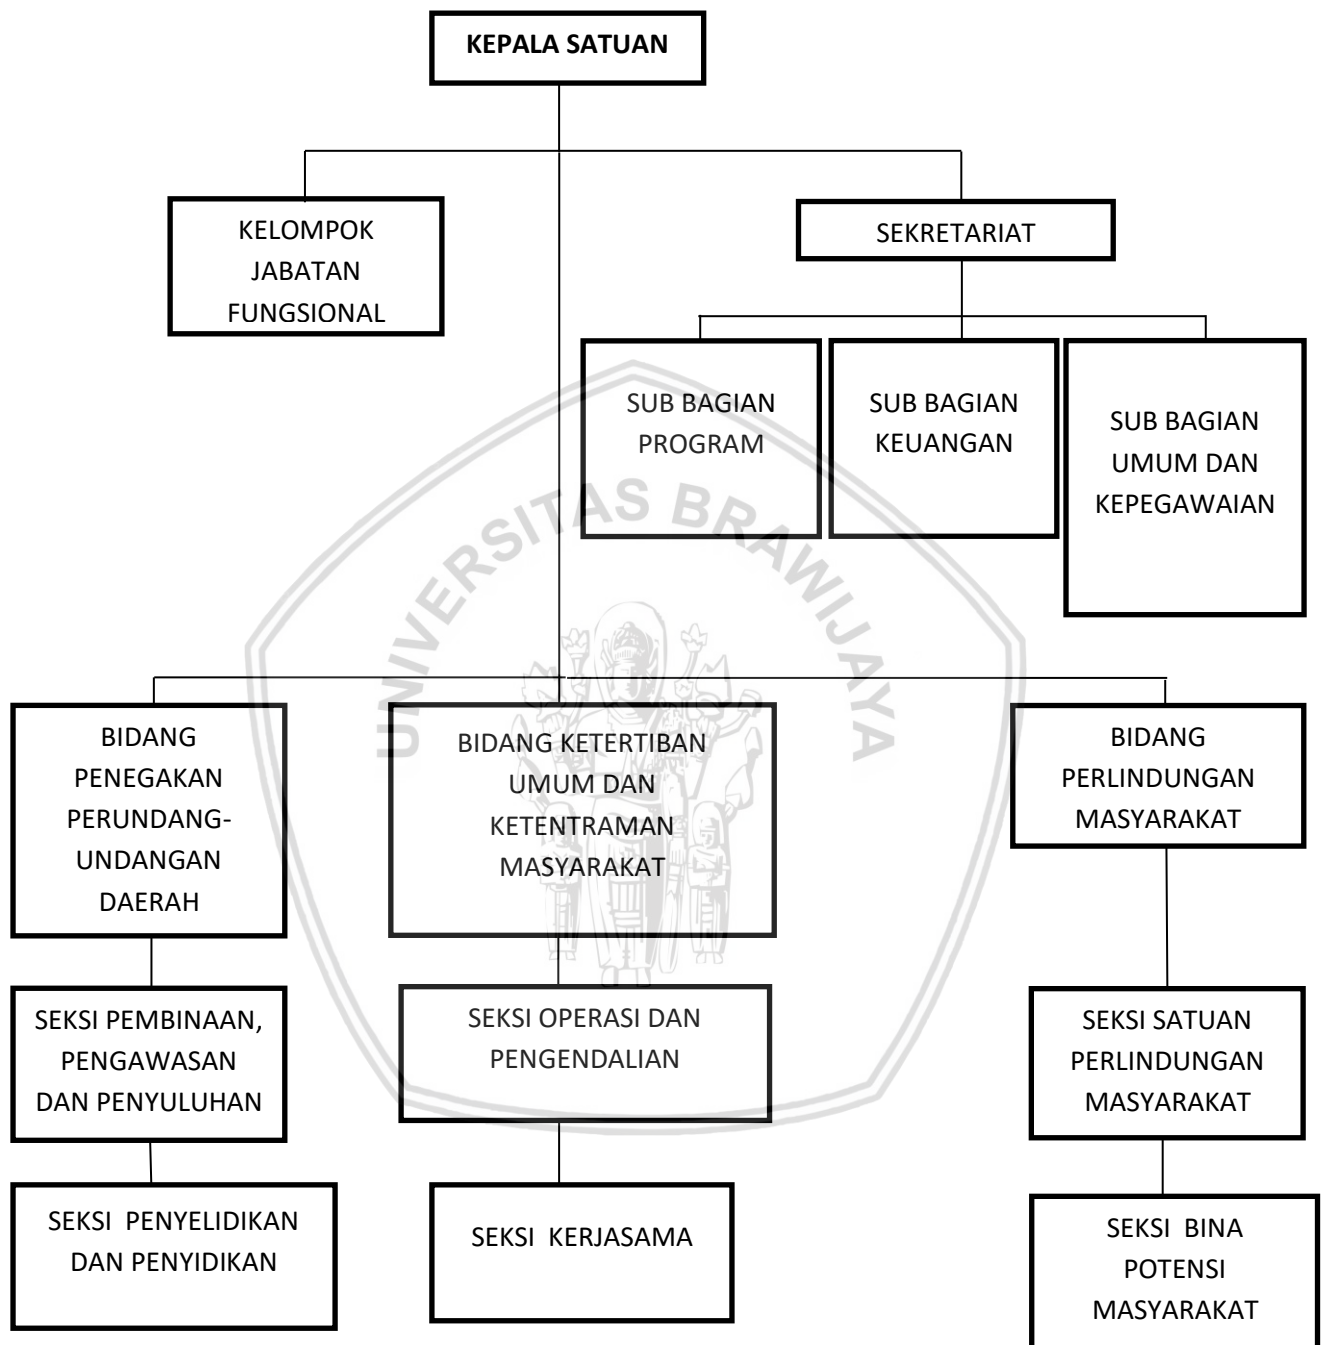 KEPALA SATUAN
KELOMPOK
JABATAN
FUNGSIONAL
SEKRETARIAT
SUB BAGIAN
PROGRAM
SUB BAGIAN
KEUANGAN
SUB BAGIAN
UMUM DAN
KEPEGAWAIAN
UNIVERSITAS BRAWIJAYA
BIDANG
PENEGAKAN
PERUNDANG-
UNDANGAN
DAERAH
BIDANG KETERTIBAN
UMUM DAN
KETENTRAMAN
MASYARAKAT
BIDANG
PERLINDUNGAN
MASYARAKAT
SEKSI PEMBINAAN,
PENGAWASAN
DAN PENYULUHAN
SEKSI OPERASI DAN
PENGENDALIAN
SEKSI SATUAN
PERLINDUNGAN
MASYARAKAT
SEKSI PENYELIDIKAN
DAN PENYIDIKAN
SEKSI KERJASAMA
SEKSI BINA
POTENSI
MASYARAKAT